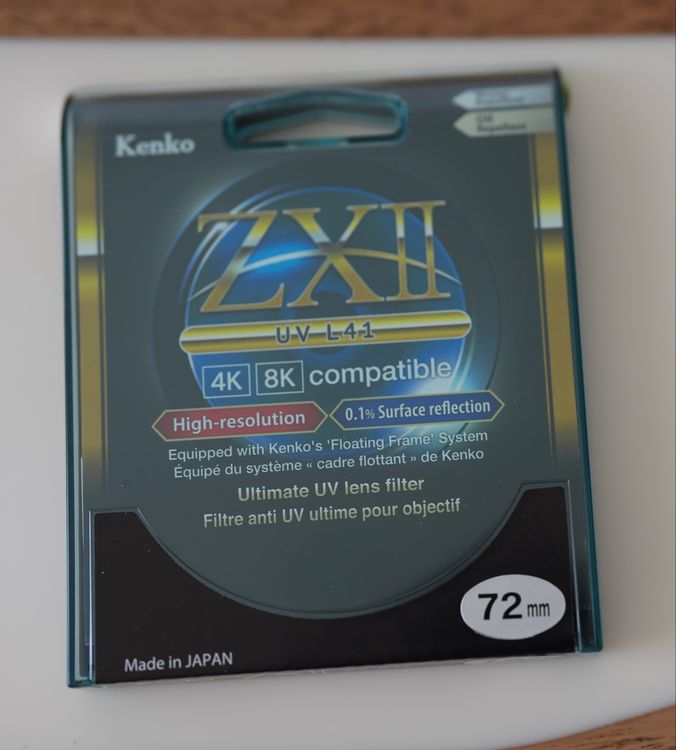 Oil
Repellent
Kenko
ZXII
UV L41
4K 8K compatible
High-resolution
0.1% Surface reflection
Equipped with Kenko's 'Floating Frame' System
Équipé du système « cadre flottant » de Kenko
Ultimate UV lens filter
Filtre anti UV ultime pour objectif
72mm
Made in JAPAN